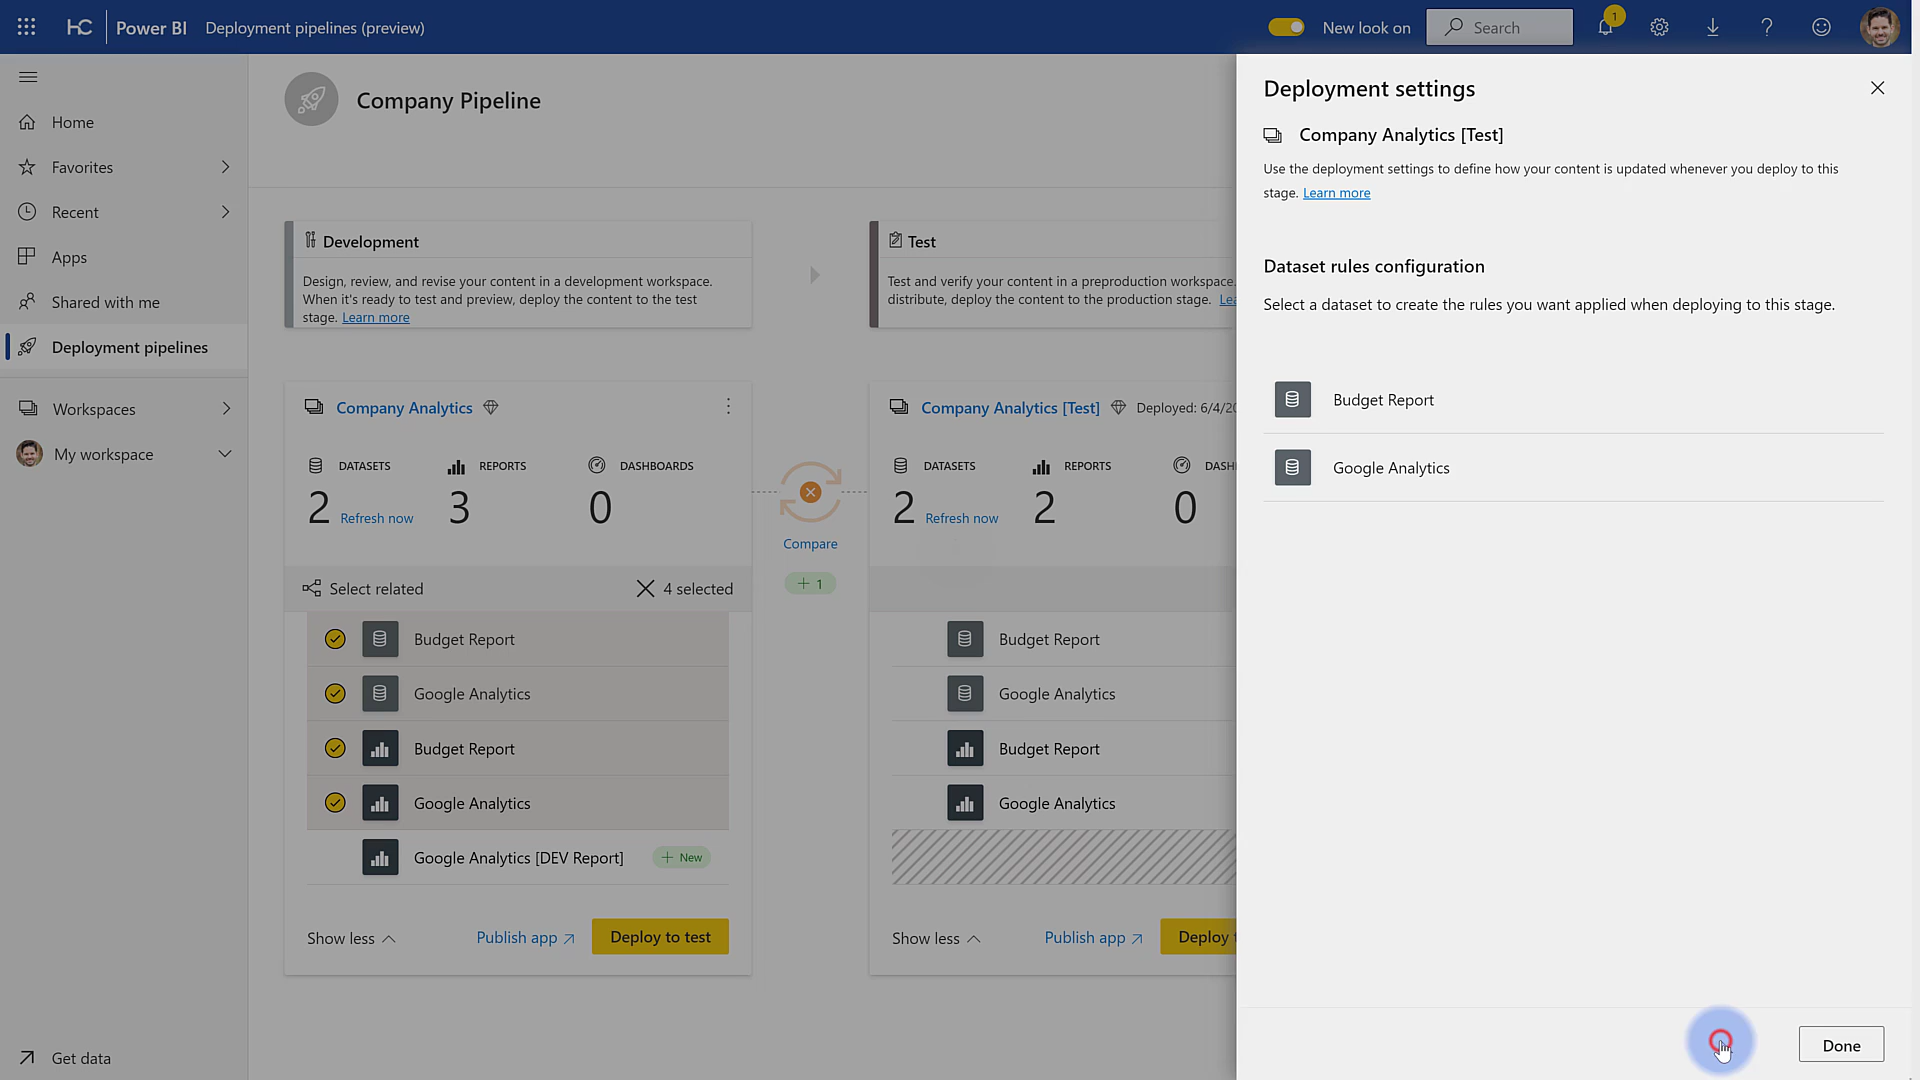 HC Power BI Deployment pipelines (preview) New look on Search 1
Home
Favorites
Recent
Apps
Shared with me
Deployment pipelines
Workspaces
My workspace
Get data
Company Pipeline
Development
Design, review, and revise your content in a development workspace.
When it's ready to test and preview, deploy the content to the test
stage. Learn more
Company Analytics
DATASETS REPORTS DASHBOARDS
2 Refresh now 3 0
Select related 4 selected
Budget Report
Google Analytics
Budget Report
Google Analytics
Google Analytics [DEV Report] + New
Show less Publish app Deploy to test
Compare
+ 1
Test
Test and verify your content in a preproduction workspace.
distribute, deploy the content to the production stage. Lea
Company Analytics [Test] Deployed: 6/4/20
DATASETS REPORTS DASH
2 Refresh now 2 0
Budget Report
Google Analytics
Budget Report
Google Analytics
Show less Publish app Deploy t
Deployment settings
Company Analytics [Test]
Use the deployment settings to define how your content is updated whenever you deploy to this
stage. Learn more
Dataset rules configuration
Select a dataset to create the rules you want applied when deploying to this stage.
Budget Report
Google Analytics
Done